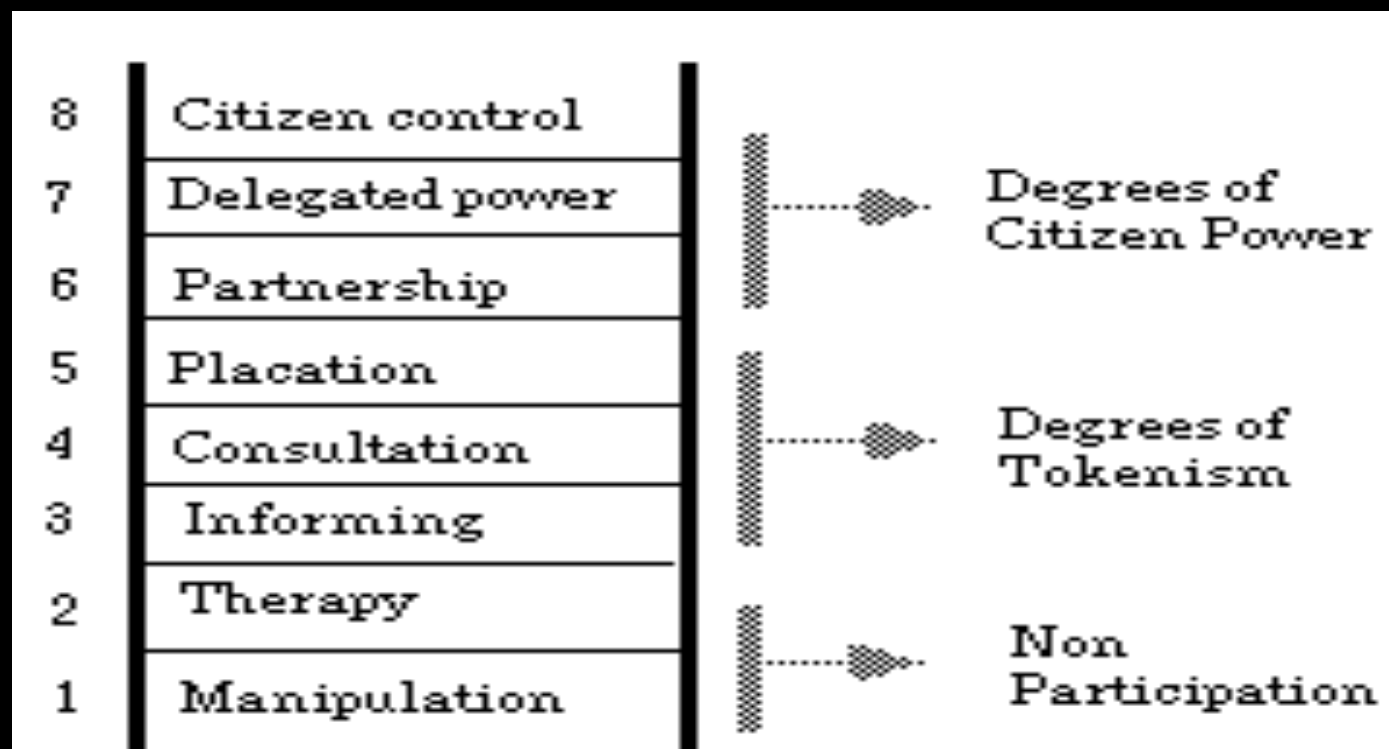 8 Citizen control
7 Delegated power
6 Partnership
5 Placation
4 Consultation
3 Informing
2 Therapy
1 Manipulation
Degrees of
Citizen Power
Degrees of
Tokenism
Non
Participation